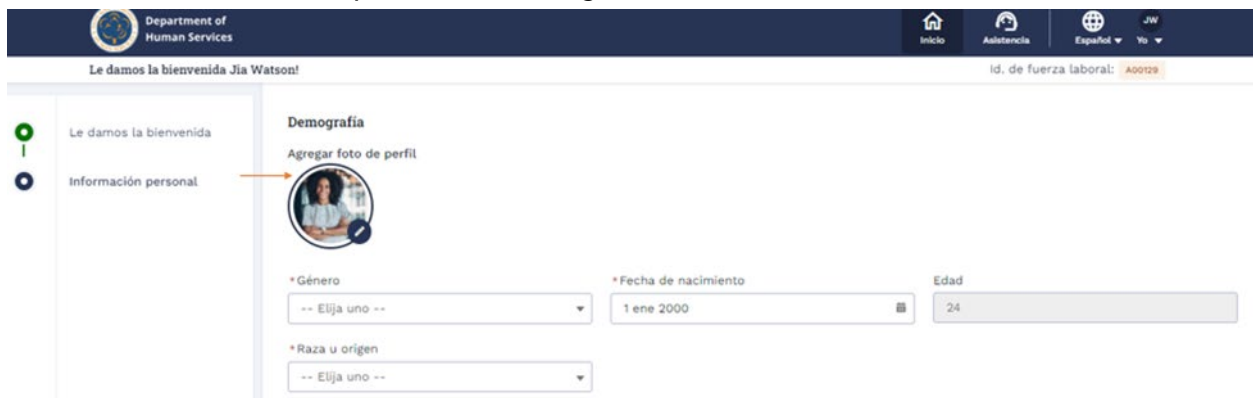 Department of
Human Services
Inicio
Asistencia
Español
JW
Yo
Le damos la bienvenida Jia Watson!
Id. de fuerza laboral: A00129
Le damos la bienvenida
Información personal
Demografía
Agregar foto de perfil
*Género
*Fecha de nacimiento
Edad
-- Elija uno --
1 ene 2000
24
*Raza u origen
-- Elija uno --